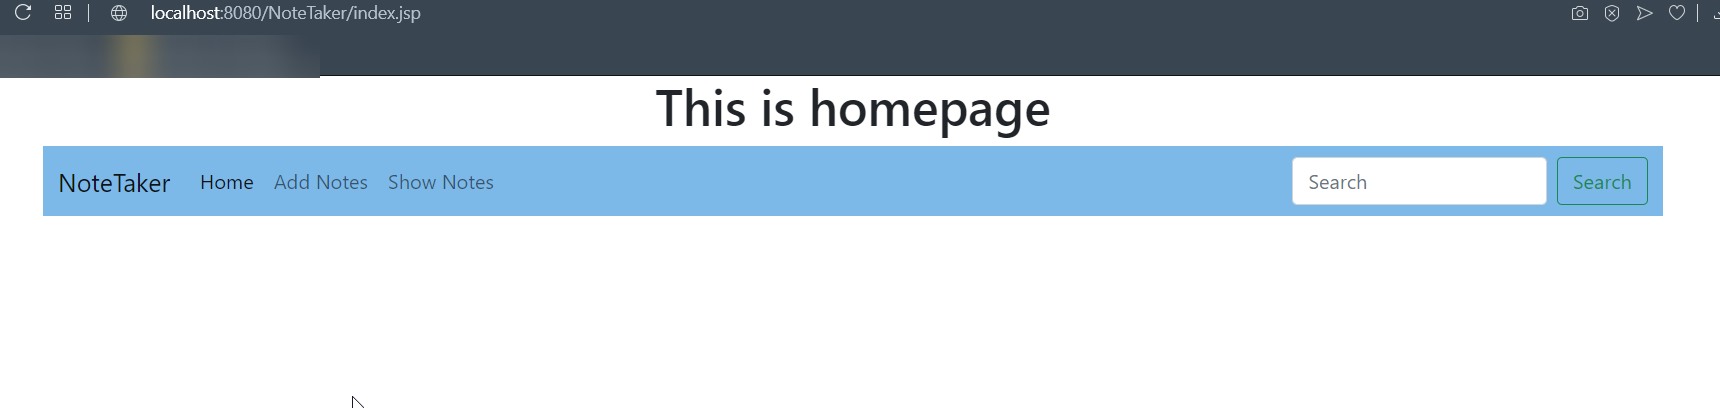 localhost:8080/NoteTaker/index.jsp
This is homepage
NoteTaker Home Add Notes Show Notes Search Search